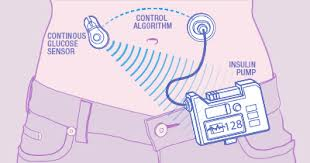 CONTINOUS
GLUCOSE
SENSOR
CONTROL
ALGORITHM
INSULIN
PUMP
128